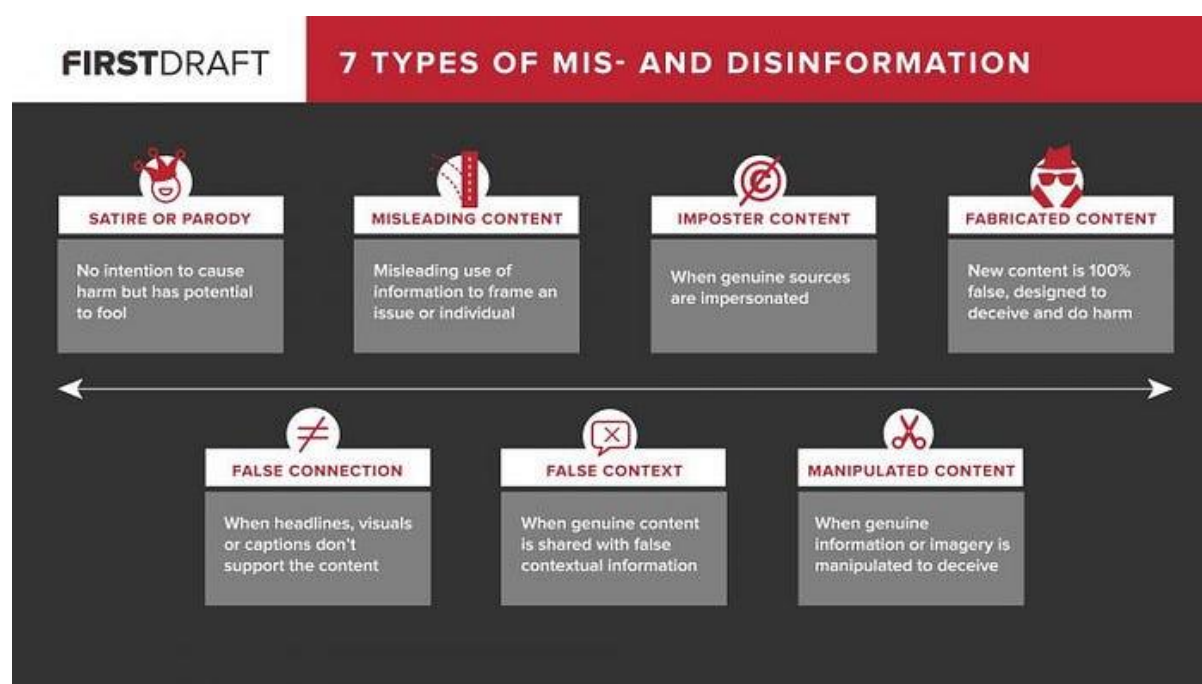 FIRSTDRAFT
7 TYPES OF MIS- AND DISINFORMATION
SATIRE OR PARODY
No intention to cause
harm but has potential
to fool
MISLEADING CONTENT
Misleading use of
information to frame an
issue or individual
IMPOSTER CONTENT
When genuine sources
are impersonated
FABRICATED CONTENT
New content is 100%
false, designed to
deceive and do harm
FALSE CONNECTION
When headlines, visuals
or captions don't
support the content
FALSE CONTEXT
When genuine content
is shared with false
contextual information
MANIPULATED CONTENT
When genuine
information or imagery is
manipulated to deceive